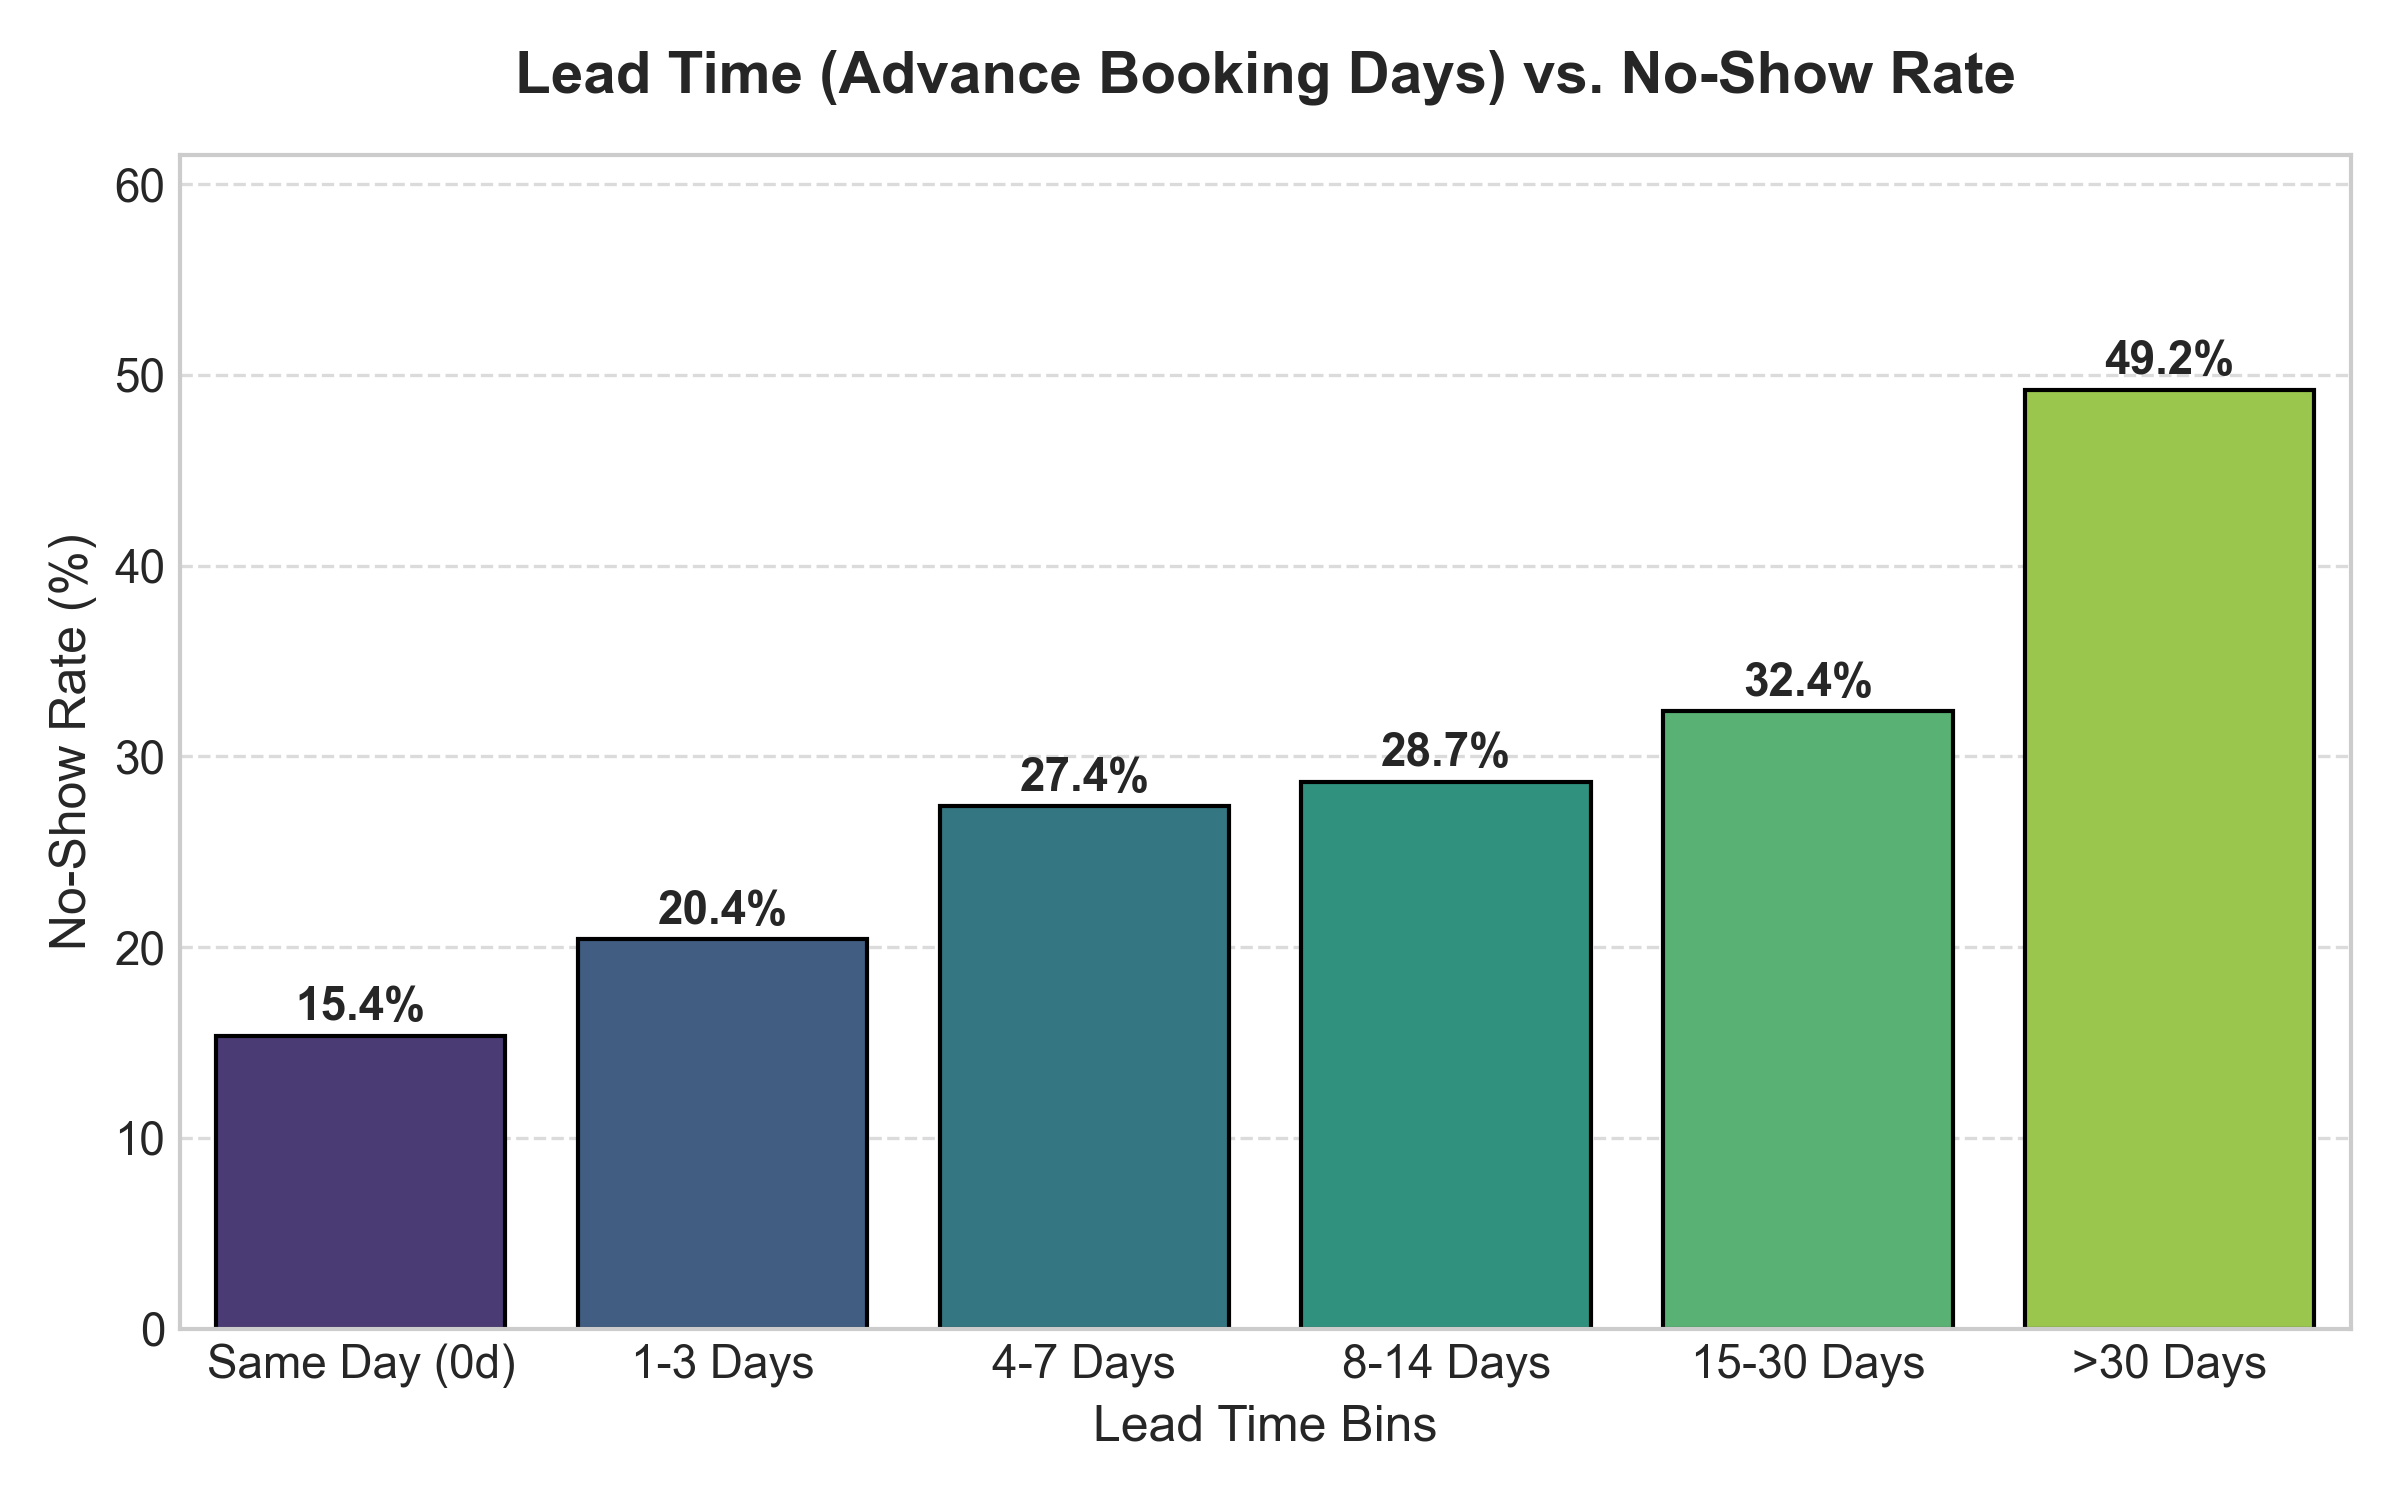 Lead Time (Advance Booking Days) vs. No-Show Rate
60
50
40
30
20
10
0
No-Show Rate (%)
15.4%
20.4%
27.4%
28.7%
32.4%
49.2%
Same Day (0d)
1-3 Days
4-7 Days
8-14 Days
15-30 Days
>30 Days
Lead Time Bins